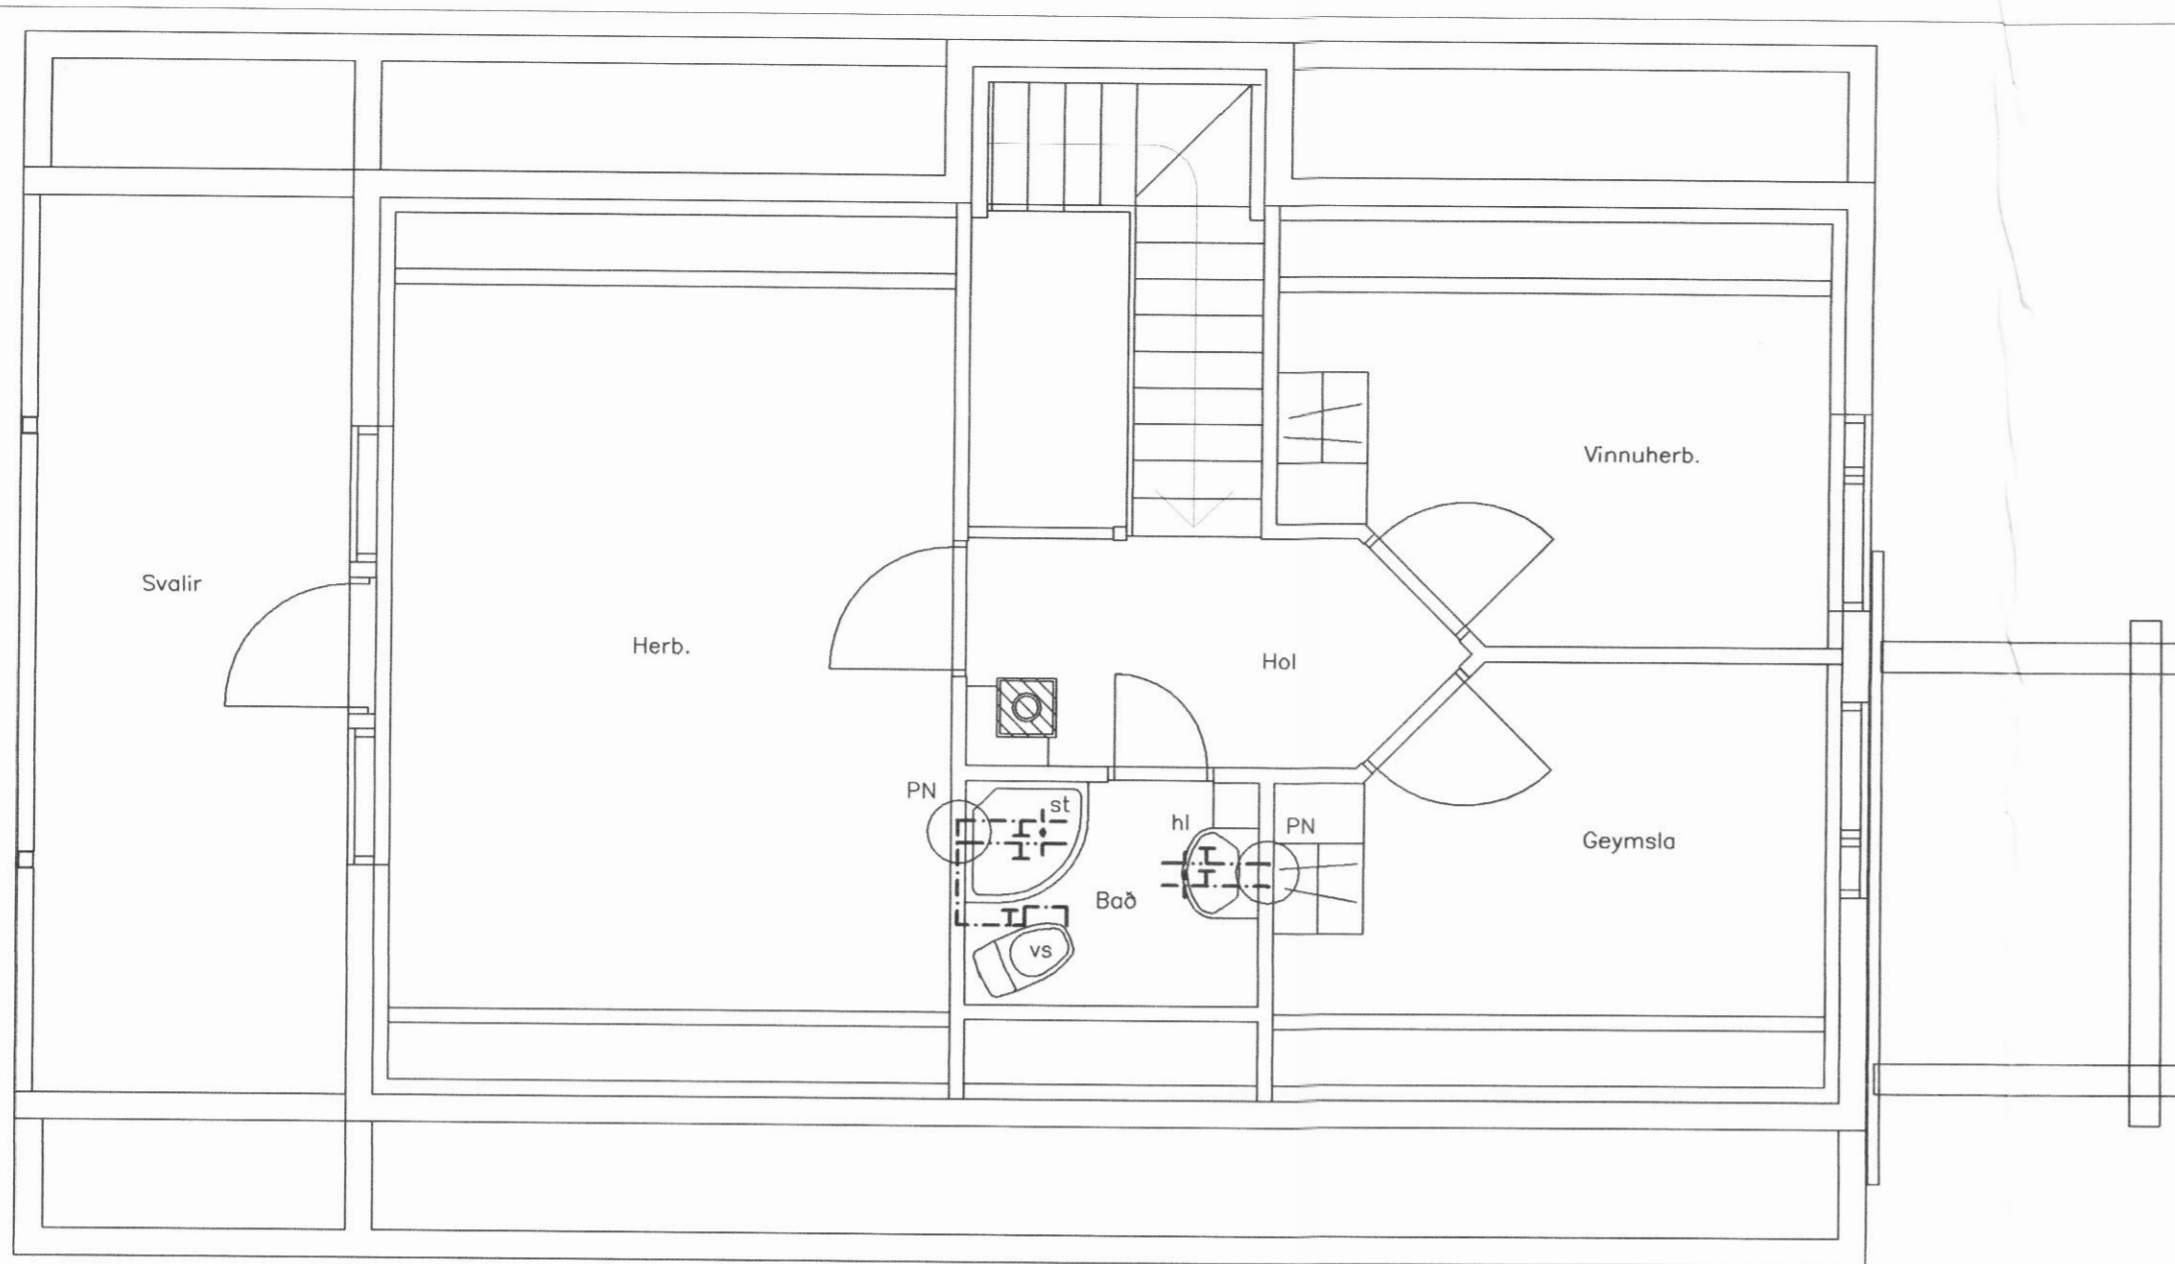 Vinnuherb.
Svalir
Herb.
Hol
PN
st
hl
PN
Geymsla
Bað
vs